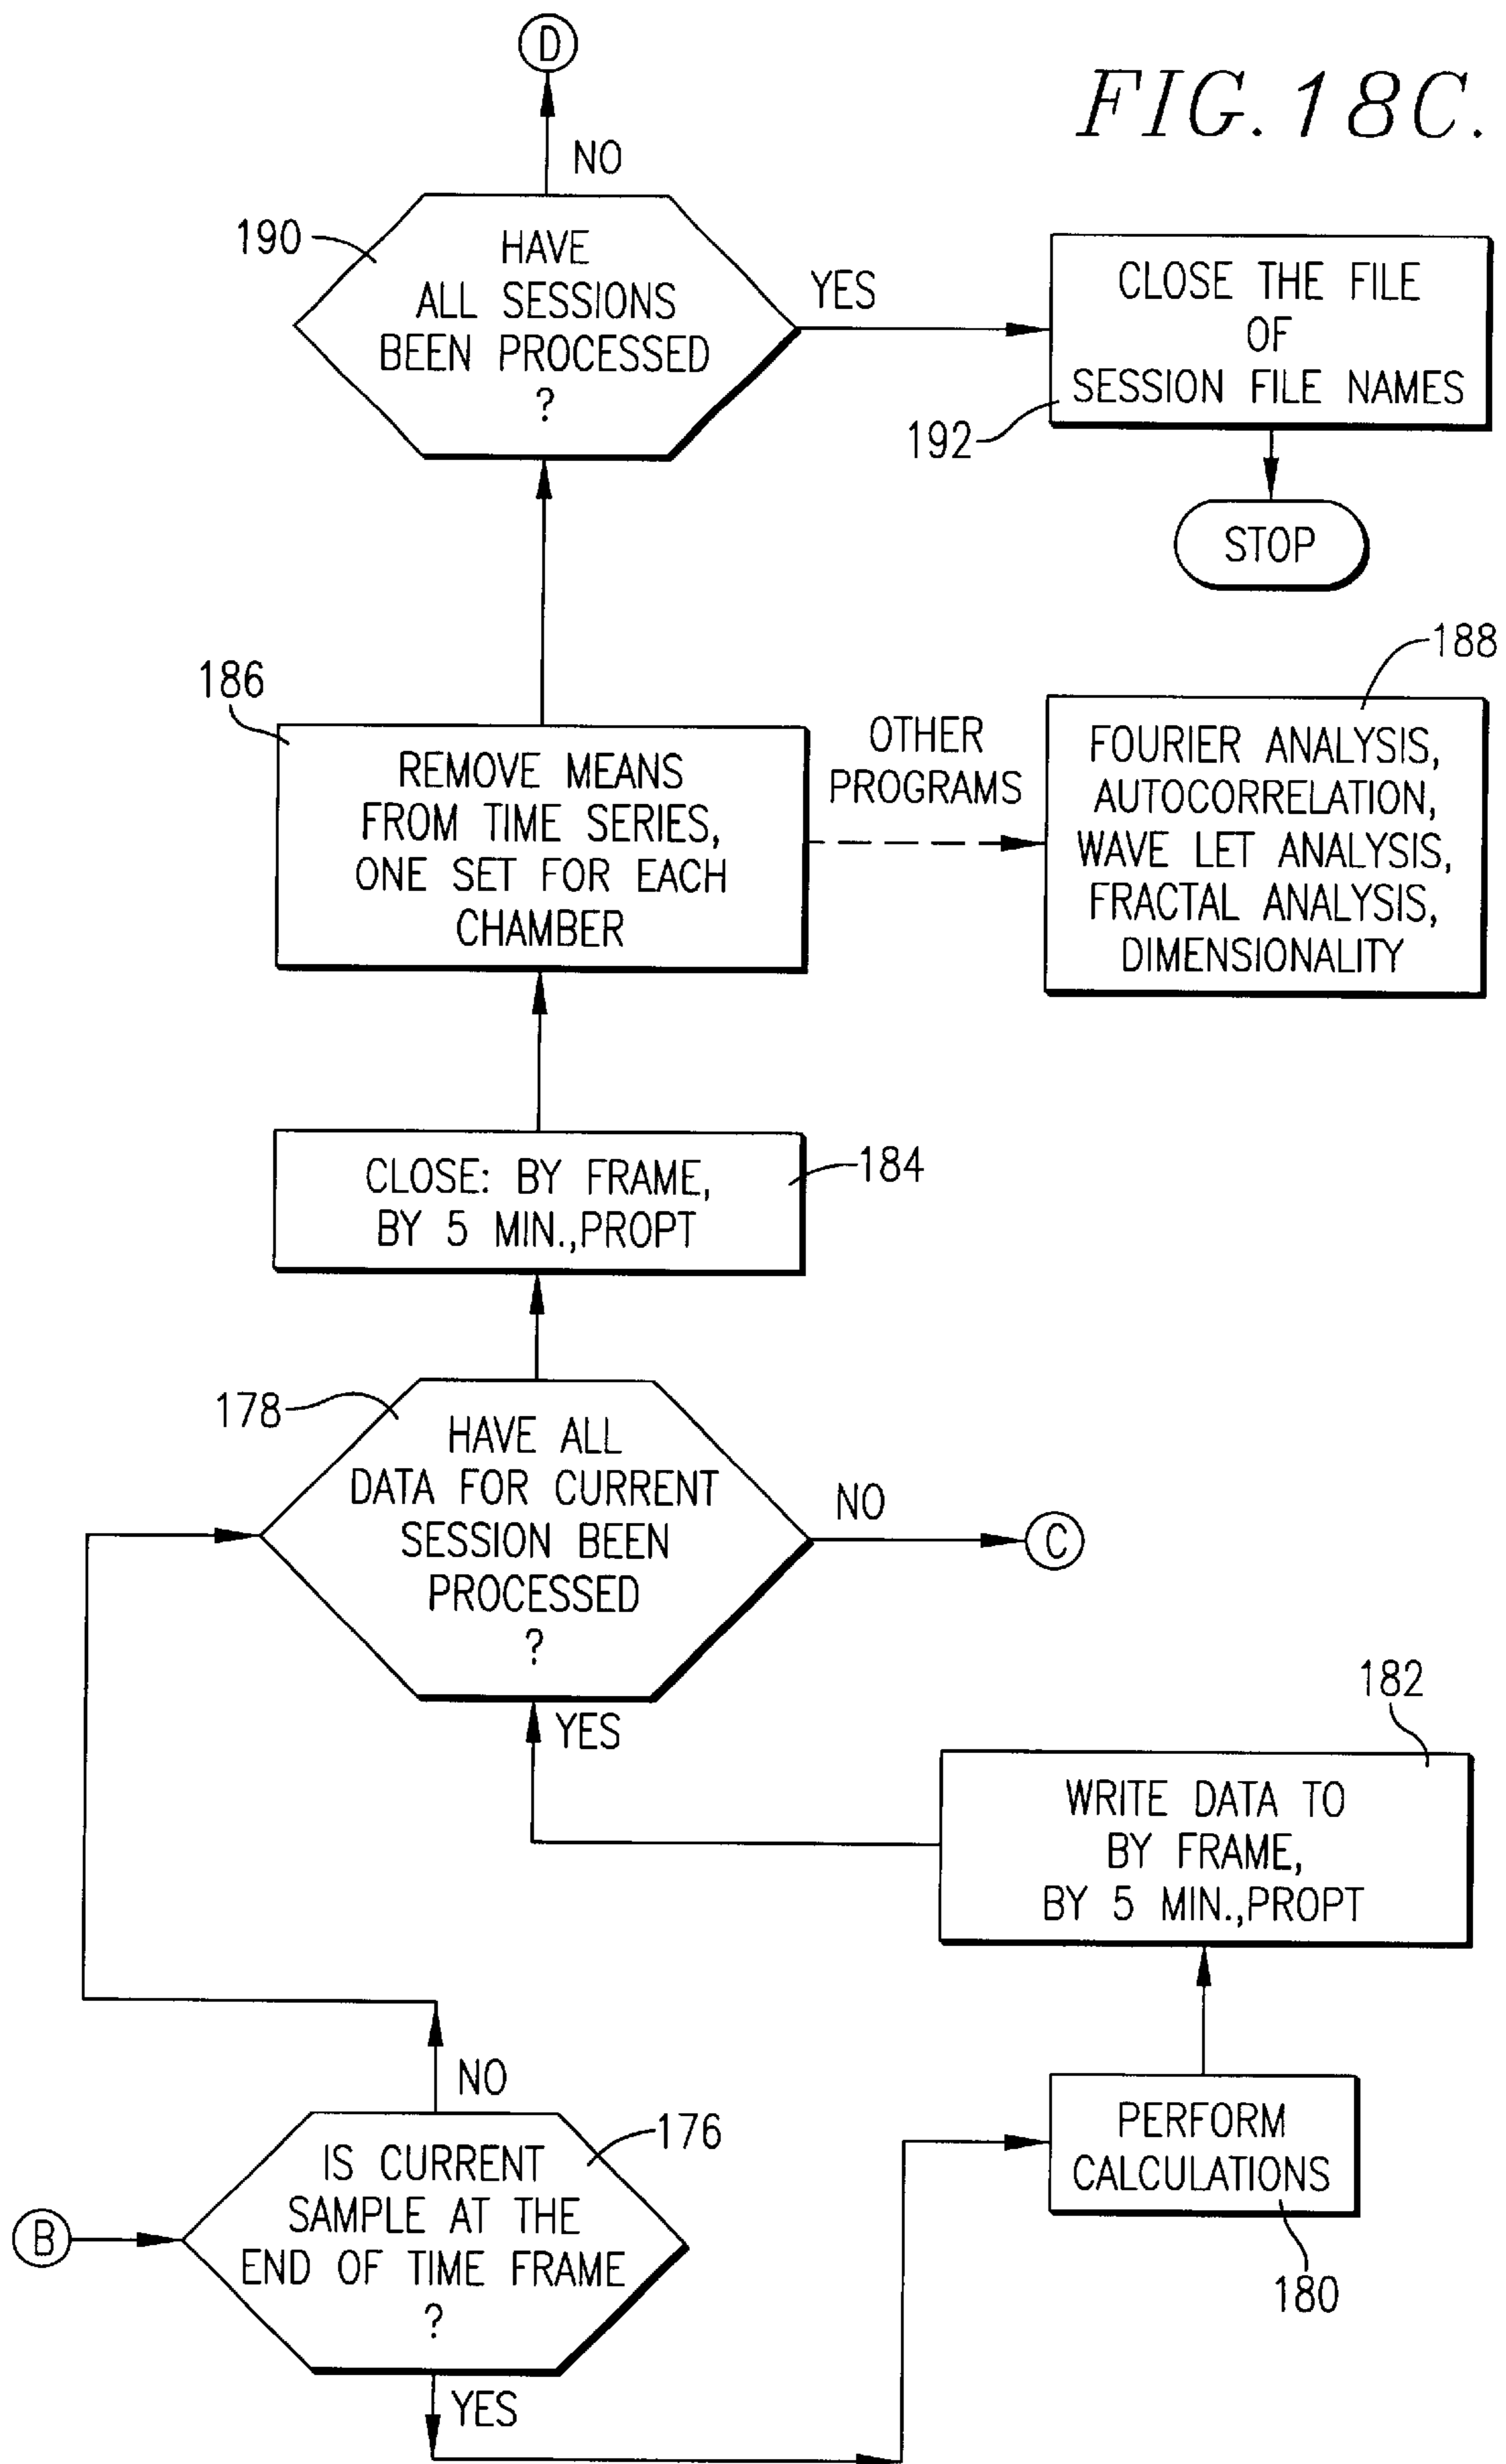 FIG. 18C.
D
NO
190
HAVE
ALL SESSIONS
BEEN PROCESSED
?
YES
CLOSE THE FILE
OF
SESSION FILE NAMES
192
STOP
186
REMOVE MEANS
FROM TIME SERIES,
ONE SET FOR EACH
CHAMBER
OTHER
PROGRAMS
188
FOURIER ANALYSIS,
AUTOCORRELATION,
WAVE LET ANALYSIS,
FRACTAL ANALYSIS,
DIMENSIONALITY
CLOSE: BY FRAME,
BY 5 MIN.,PROPT
184
178
HAVE ALL
DATA FOR CURRENT
SESSION BEEN
PROCESSED
?
NO
C
YES
182
WRITE DATA TO
BY FRAME,
BY 5 MIN.,PROPT
NO
176
IS CURRENT
SAMPLE AT THE
END OF TIME FRAME
?
B
YES
PERFORM
CALCULATIONS
180